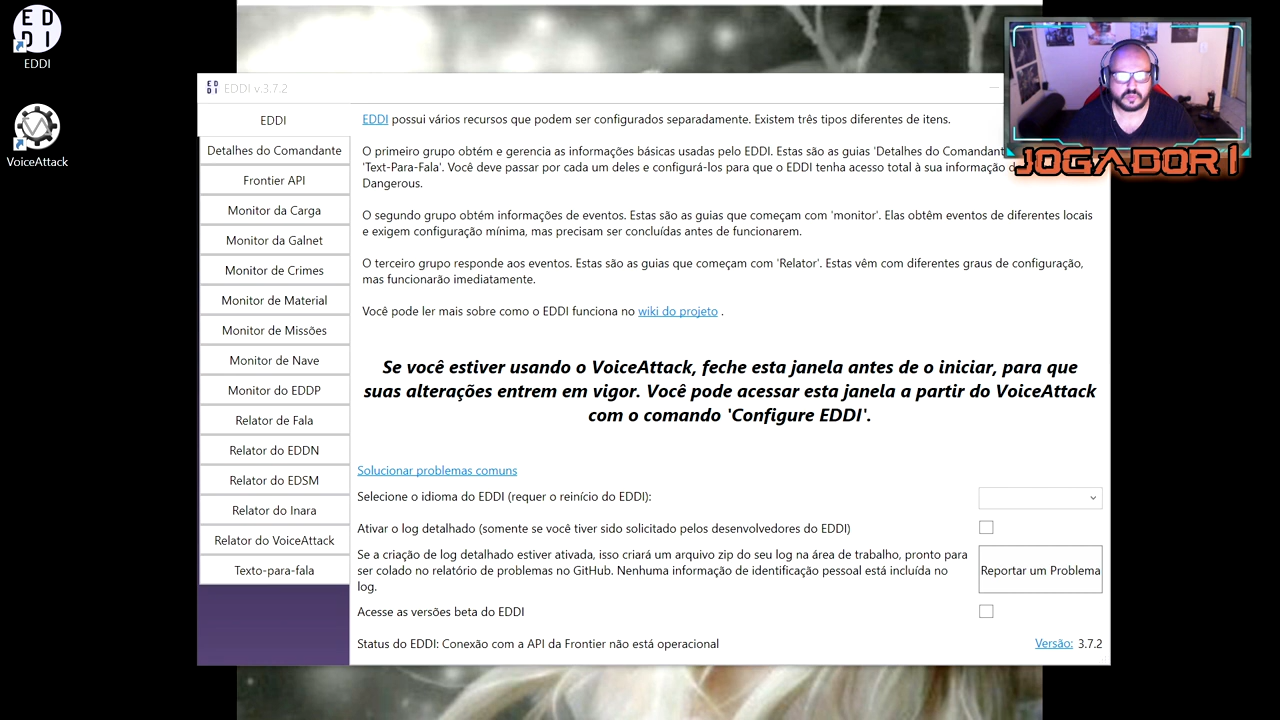 ED
DI
EDDI
VoiceAttack
ED
DI
EDDI v.3.7.2
JOGADOR 1
EDDI
Detalhes do Comandante
Frontier API
Monitor da Carga
Monitor da Galnet
Monitor de Crimes
Monitor de Material
Monitor de Missões
Monitor de Nave
Monitor do EDDP
Relator de Fala
Relator do EDDN
Relator do EDSM
Relator do Inara
Relator do VoiceAttack
Texto-para-fala
EDDI possui vários recursos que podem ser configurados separadamente. Existem três tipos diferentes de itens.
O primeiro grupo obtém e gerencia as informações básicas usadas pelo EDDI. Estas são as guias 'Detalhes do Comandant
'Text-Para-Fala'. Você deve passar por cada um deles e configurá-los para que o EDDI tenha acesso total à sua informação
Dangerous.
O segundo grupo obtém informações de eventos. Estas são as guias que começam com 'monitor'. Elas obtêm eventos de diferentes locais
e exigem configuração mínima, mas precisam ser concluídas antes de funcionarem.
O terceiro grupo responde aos eventos. Estas são as guias que começam com 'Relator'. Estas vêm com diferentes graus de configuração,
mas funcionarão imediatamente.
Você pode ler mais sobre como o EDDI funciona no wiki do projeto .
Se você estiver usando o VoiceAttack, feche esta janela antes de o iniciar, para que
suas alterações entrem em vigor. Você pode acessar esta janela a partir do VoiceAttack
com o comando 'Configure EDDI'.
Solucionar problemas comuns
Selecione o idioma do EDDI (requer o reinício do EDDI):
Ativar o log detalhado (somente se você tiver sido solicitado pelos desenvolvedores do EDDI)
Se a criação de log detalhado estiver ativada, isso criará um arquivo zip do seu log na área de trabalho, pronto para
ser colado no relatório de problemas no GitHub. Nenhuma informação de identificação pessoal está incluída no
log.
Reportar um Problema
Acesse as versões beta do EDDI
Status do EDDI: Conexão com a API da Frontier não está operacional
Versão: 3.7.2